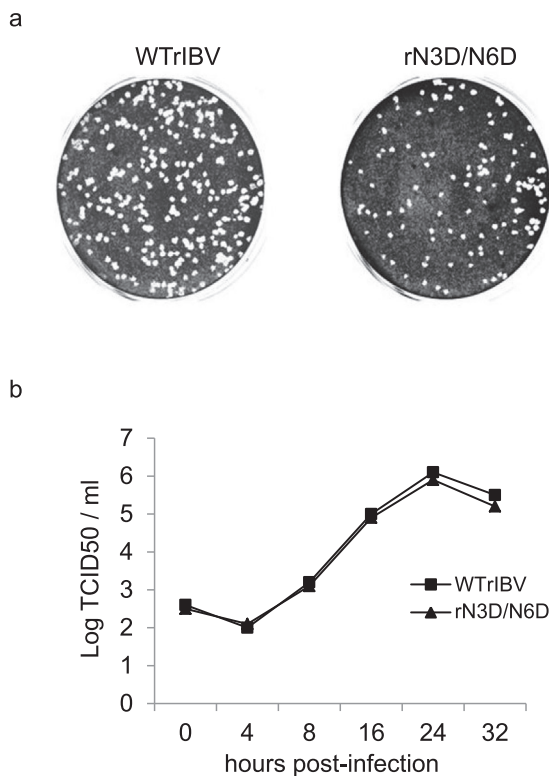 a
WTrIBV rN3D/N6D
b
7
6
5
4
3
2
1
0
Log TCID50 / ml
WTrIBV
rN3D/N6D
0 4 8 16 24 32
hours post-infection